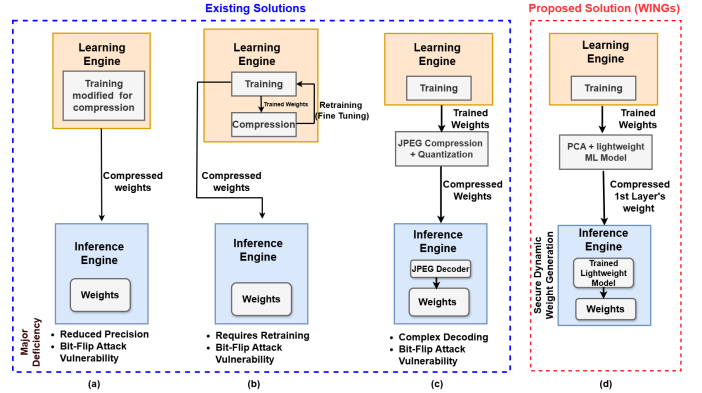 Existing Solutions
Proposed Solution (WINGs)
Learning
Engine
Training
modified for
compression
Compressed
weights
Inference
Engine
Weights
Major
Deficiency
• Reduced Precision
• Bit-Flip Attack
Vulnerability
(a)
Learning
Engine
Training
Trained Weights
Compression
Retraining
(Fine Tuning)
Compressed
weights
Inference
Engine
Weights
• Requires Retraining
• Bit-Flip Attack
Vulnerability
(b)
Learning
Engine
Training
Trained
Weights
JPEG Compression
+ Quantization
Compressed
Weights
Inference
Engine
JPEG Decoder
Weights
• Complex Decoding
• Bit-Flip Attack
Vulnerability
(c)
Learning
Engine
Training
Trained
Weights
PCA + lightweight
ML Model
Compressed
1st Layer's
weight
Secure Dynamic
Weight Generation
Inference
Engine
Trained
Lightweight
Model
Weights
(d)